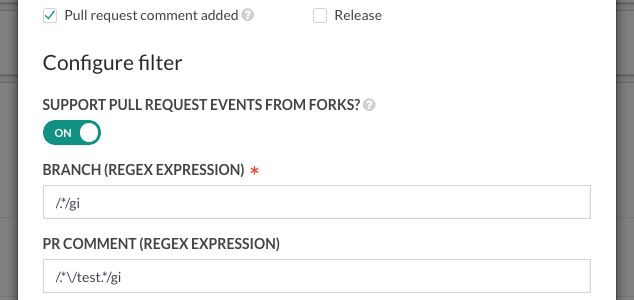 Pull request comment added ?
Release
Configure filter
SUPPORT PULL REQUEST EVENTS FROM FORKS? ?
ON
BRANCH (REGEX EXPRESSION) *
/.*/gi
PR COMMENT (REGEX EXPRESSION)
/.*\/test.*/gi